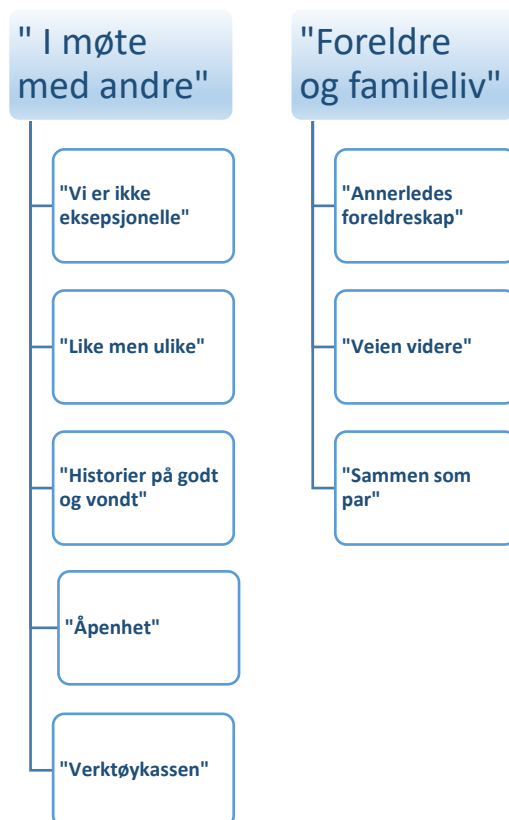 " I møte
med andre"
"Vi er ikke
eksepsjonelle"
"Like men ulike"
"Historier på godt
og vondt"
"Åpenhet"
"Verktøykassen"
"Foreldre
og famileliv"
"Annerledes
foreldreskap"
"Veien videre"
"Sammen som
par"